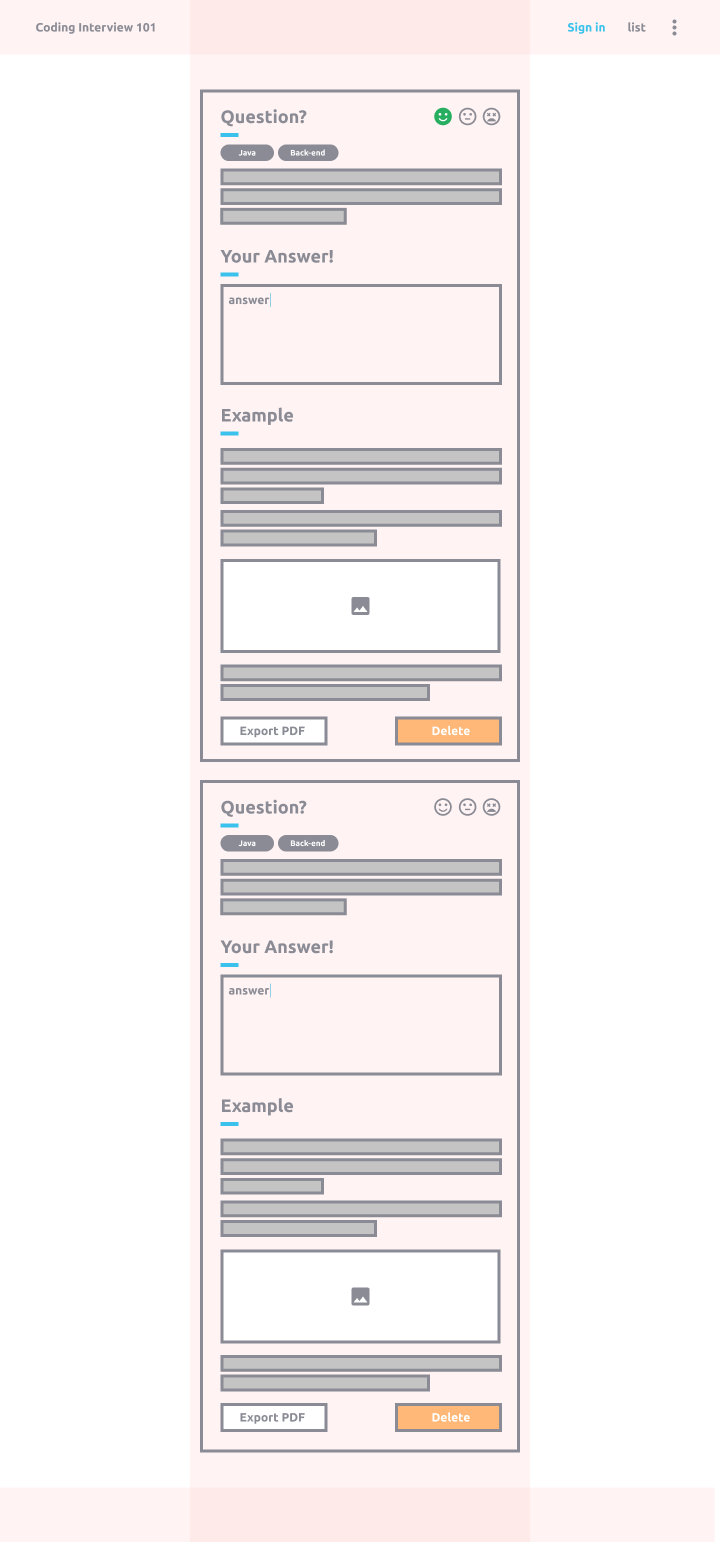 Coding Interview 101 Sign in list
Question?
Java Back-end
Your Answer!
answer
Example
Export PDF Delete
Question?
Java Back-end
Your Answer!
answer
Example
Export PDF Delete